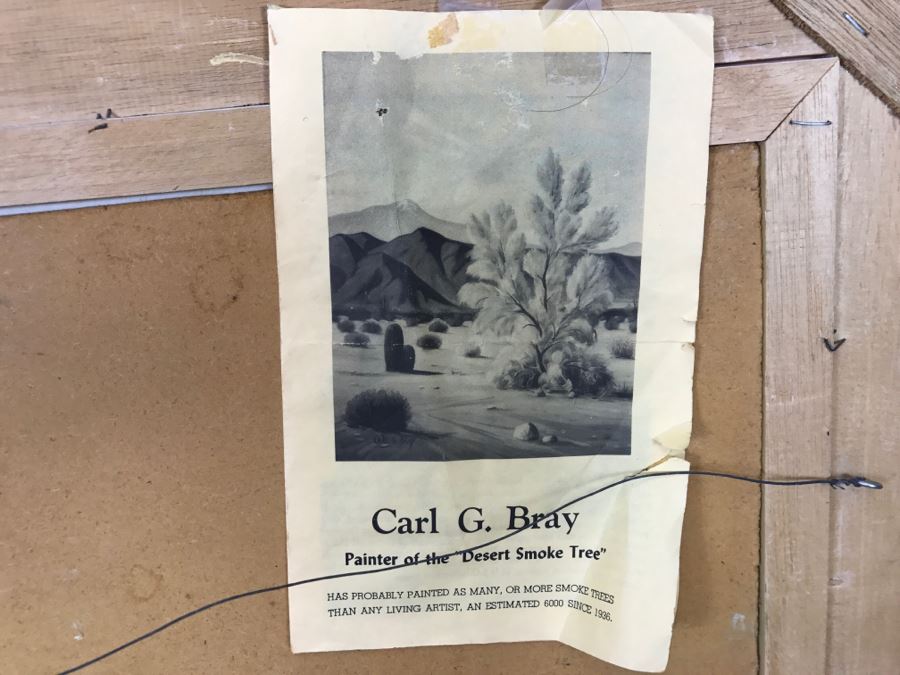 Carl G. Bray
Painter of the "Desert Smoke Tree"
HAS PROBABLY PAINTED AS MANY, OR MORE SMOKE TREES
THAN ANY LIVING ARTIST, AN ESTIMATED 6000 SINCE 1936.